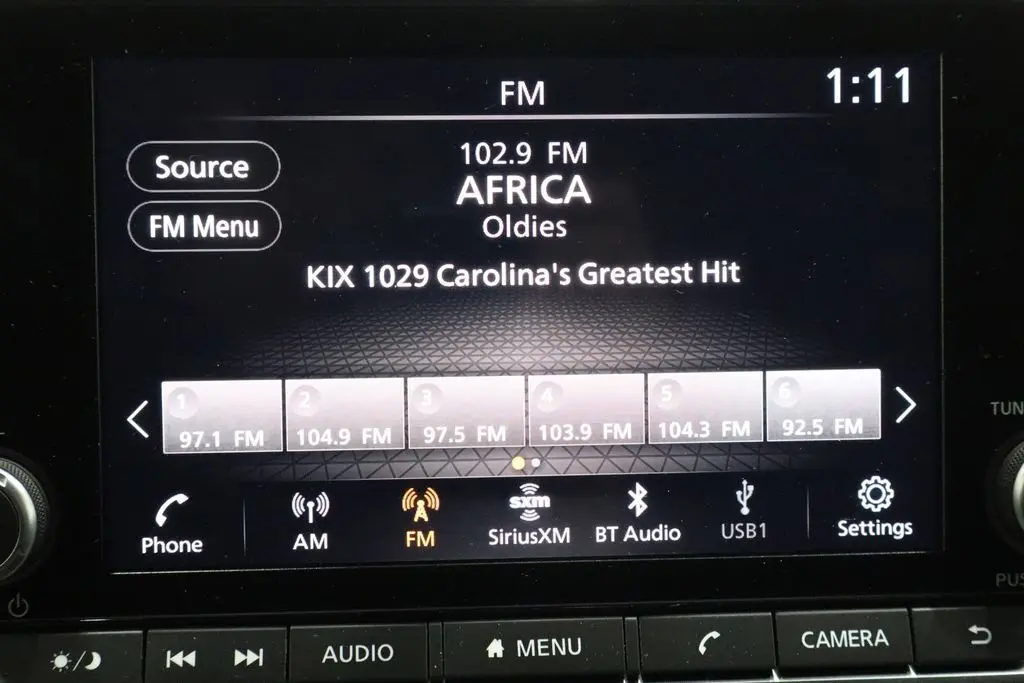 FM
1:11
Source
102.9 FM
AFRICA
FM Menu
Oldies
KIX 1029 Carolina's Greatest Hit
1
2
3
4
5
6
97.1 FM
104.9 FM
97.5 FM
103.9 FM
104.3 FM
92.5 FM
sxm
Phone
AM
FM
SiriusXM
BT Audio
USB1
Settings
TUN
PUS
AUDIO
MENU
CAMERA